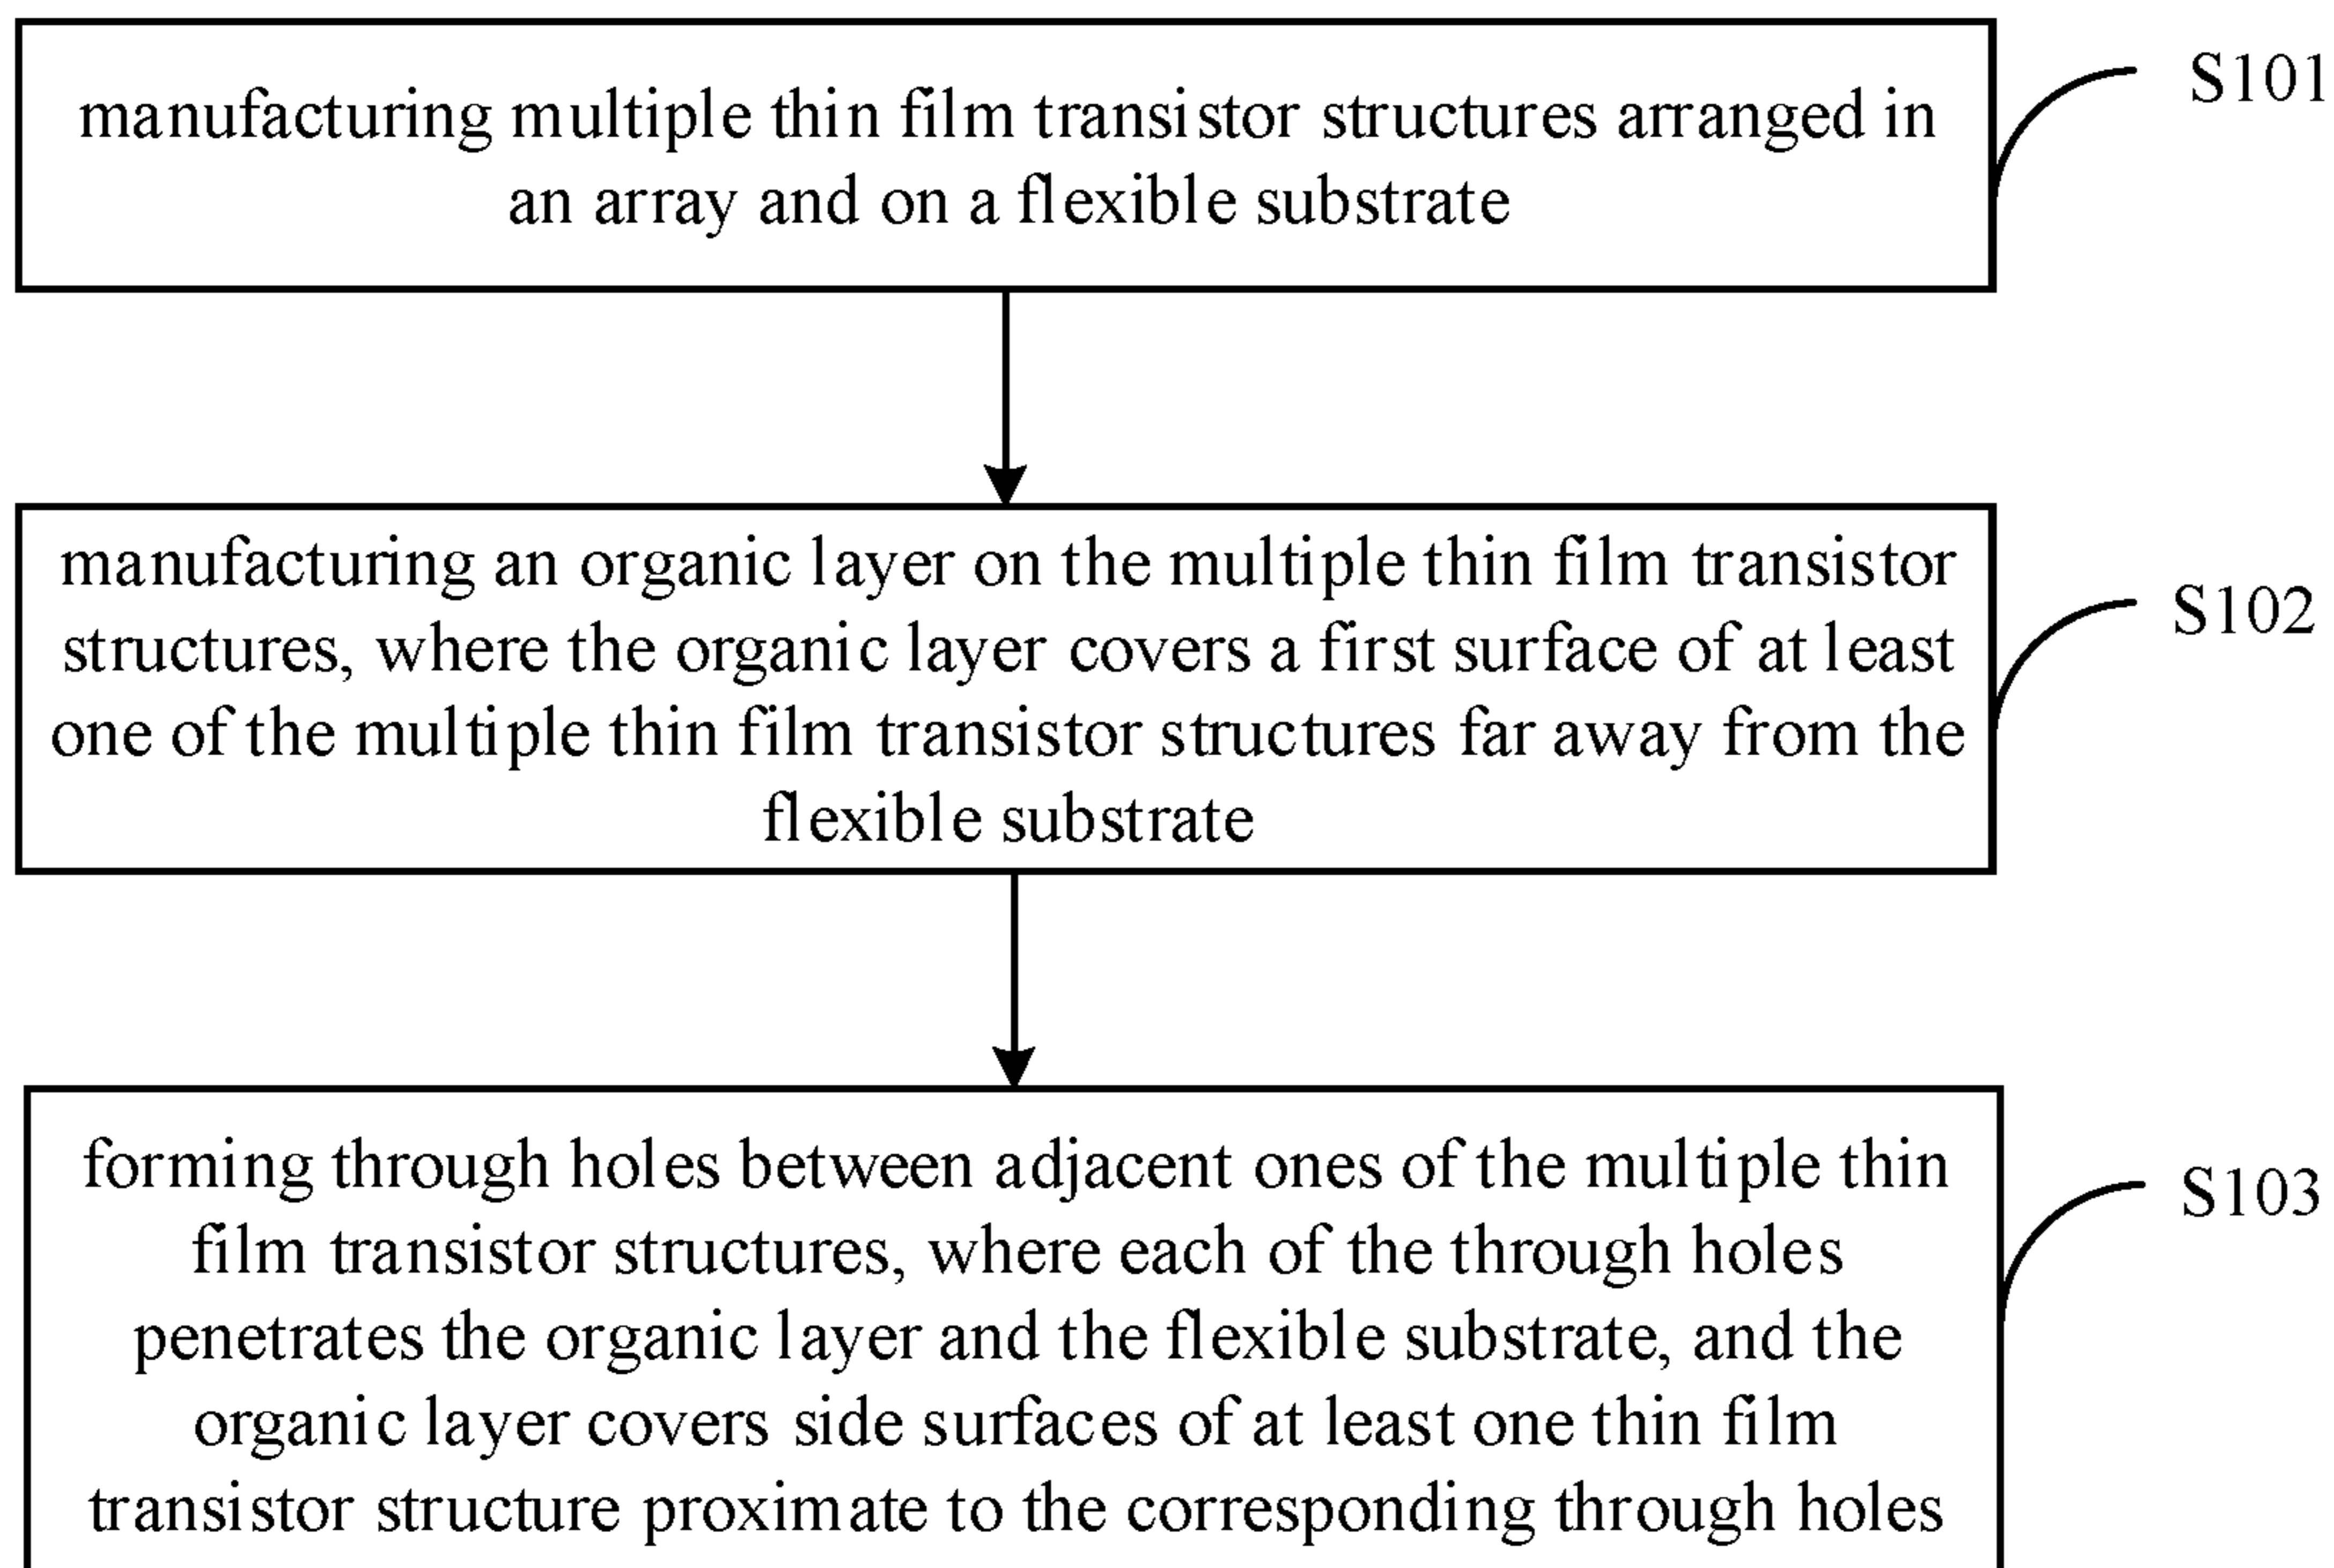 manufacturing multiple thin film transistor structures arranged in
an array and on a flexible substrate
S101
manufacturing an organic layer on the multiple thin film transistor
structures, where the organic layer covers a first surface of at least
one of the multiple thin film transistor structures far away from the
flexible substrate
S102
forming through holes between adjacent ones of the multiple thin
film transistor structures, where each of the through holes
penetrates the organic layer and the flexible substrate, and the
organic layer covers side surfaces of at least one thin film
transistor structure proximate to the corresponding through holes
S103